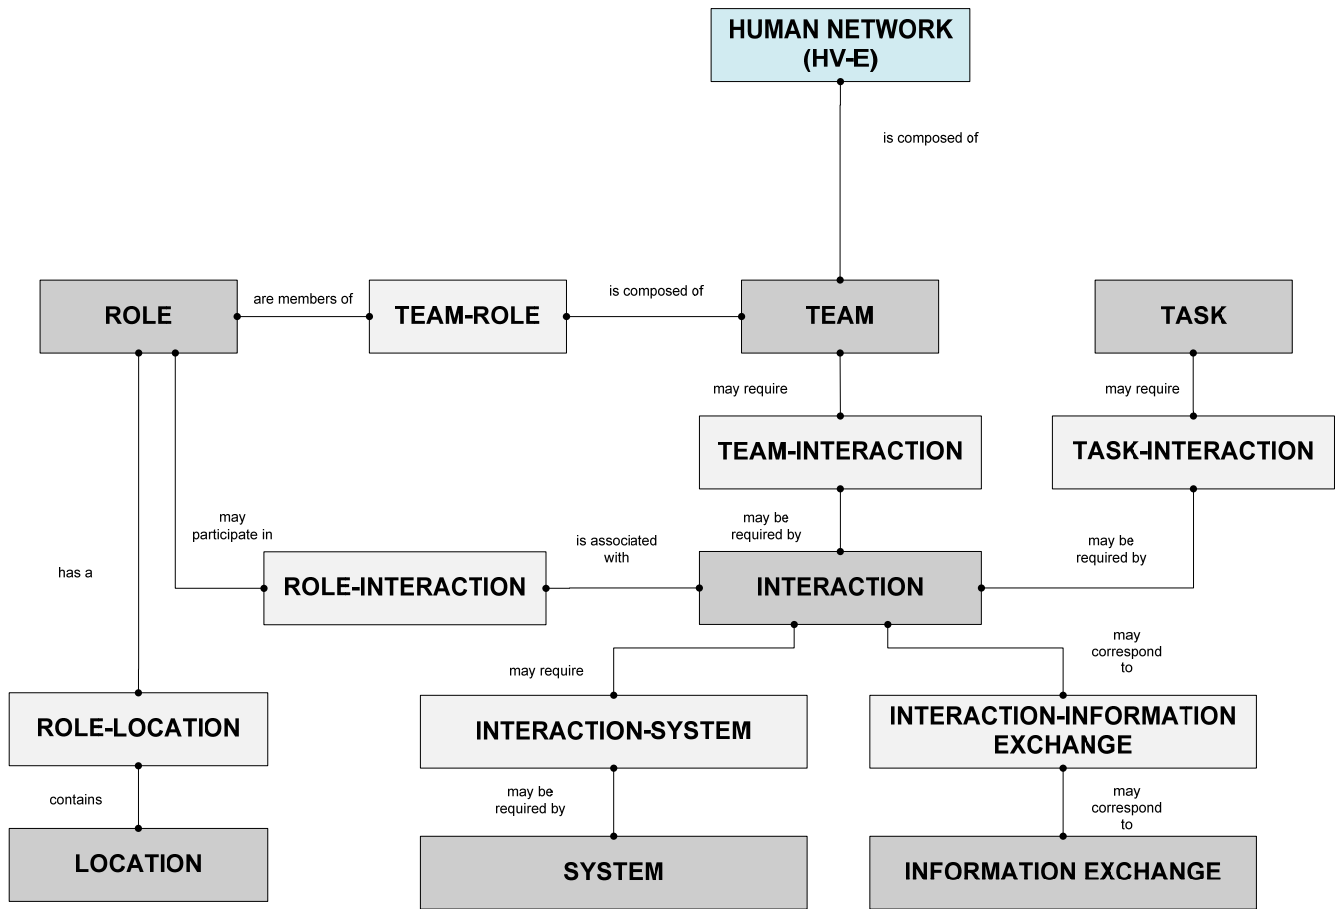 HUMAN NETWORK
(HV-E)
is composed of
ROLE
are members of
TEAM-ROLE
is composed of
TEAM
TASK
may require
may require
TEAM-INTERACTION
TASK-INTERACTION
may
participate in
may be
required by
may be
required by
is associated
with
has a
ROLE-INTERACTION
INTERACTION
may
correspond
to
may require
ROLE-LOCATION
INTERACTION-SYSTEM
INTERACTION-INFORMATION
EXCHANGE
contains
may be
required by
may
correspond
to
LOCATION
SYSTEM
INFORMATION EXCHANGE